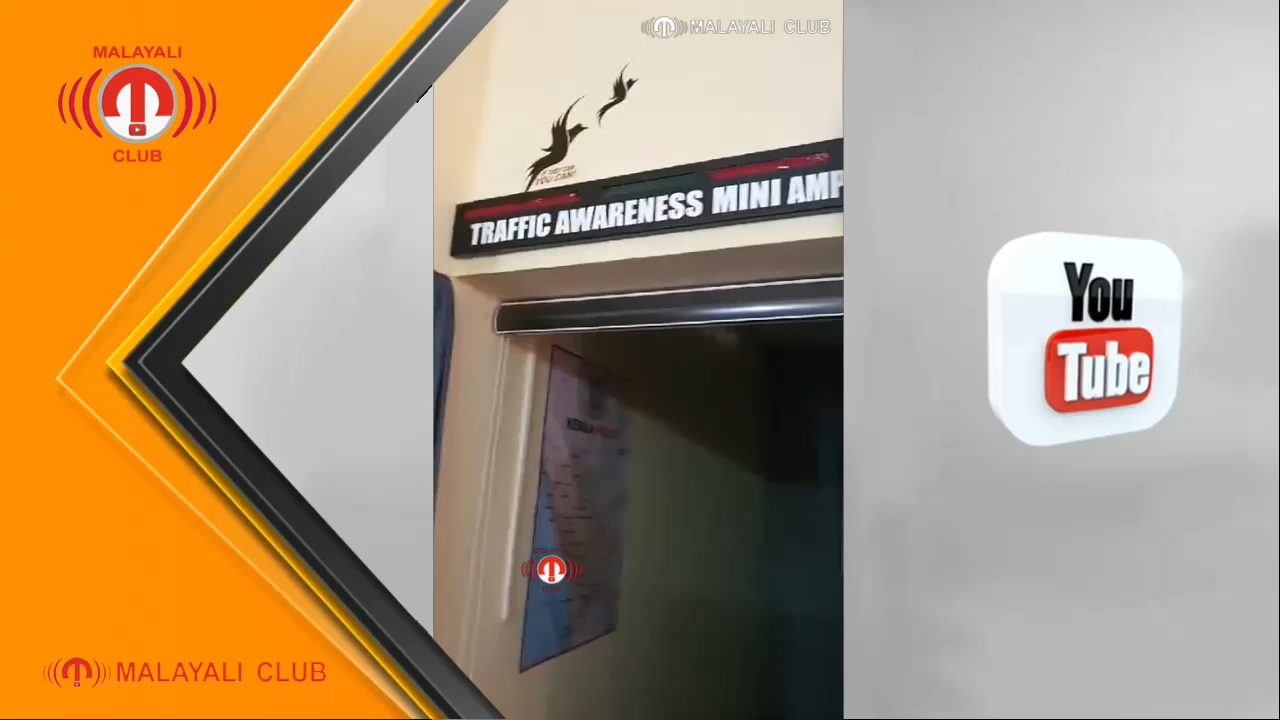 MALAYALI
CLUB
MALAYALI CLUB
YOU CAN!
TRAFFIC AWARENESS MINI AMP
KERALA
You
Tube
MALAYALI CLUB